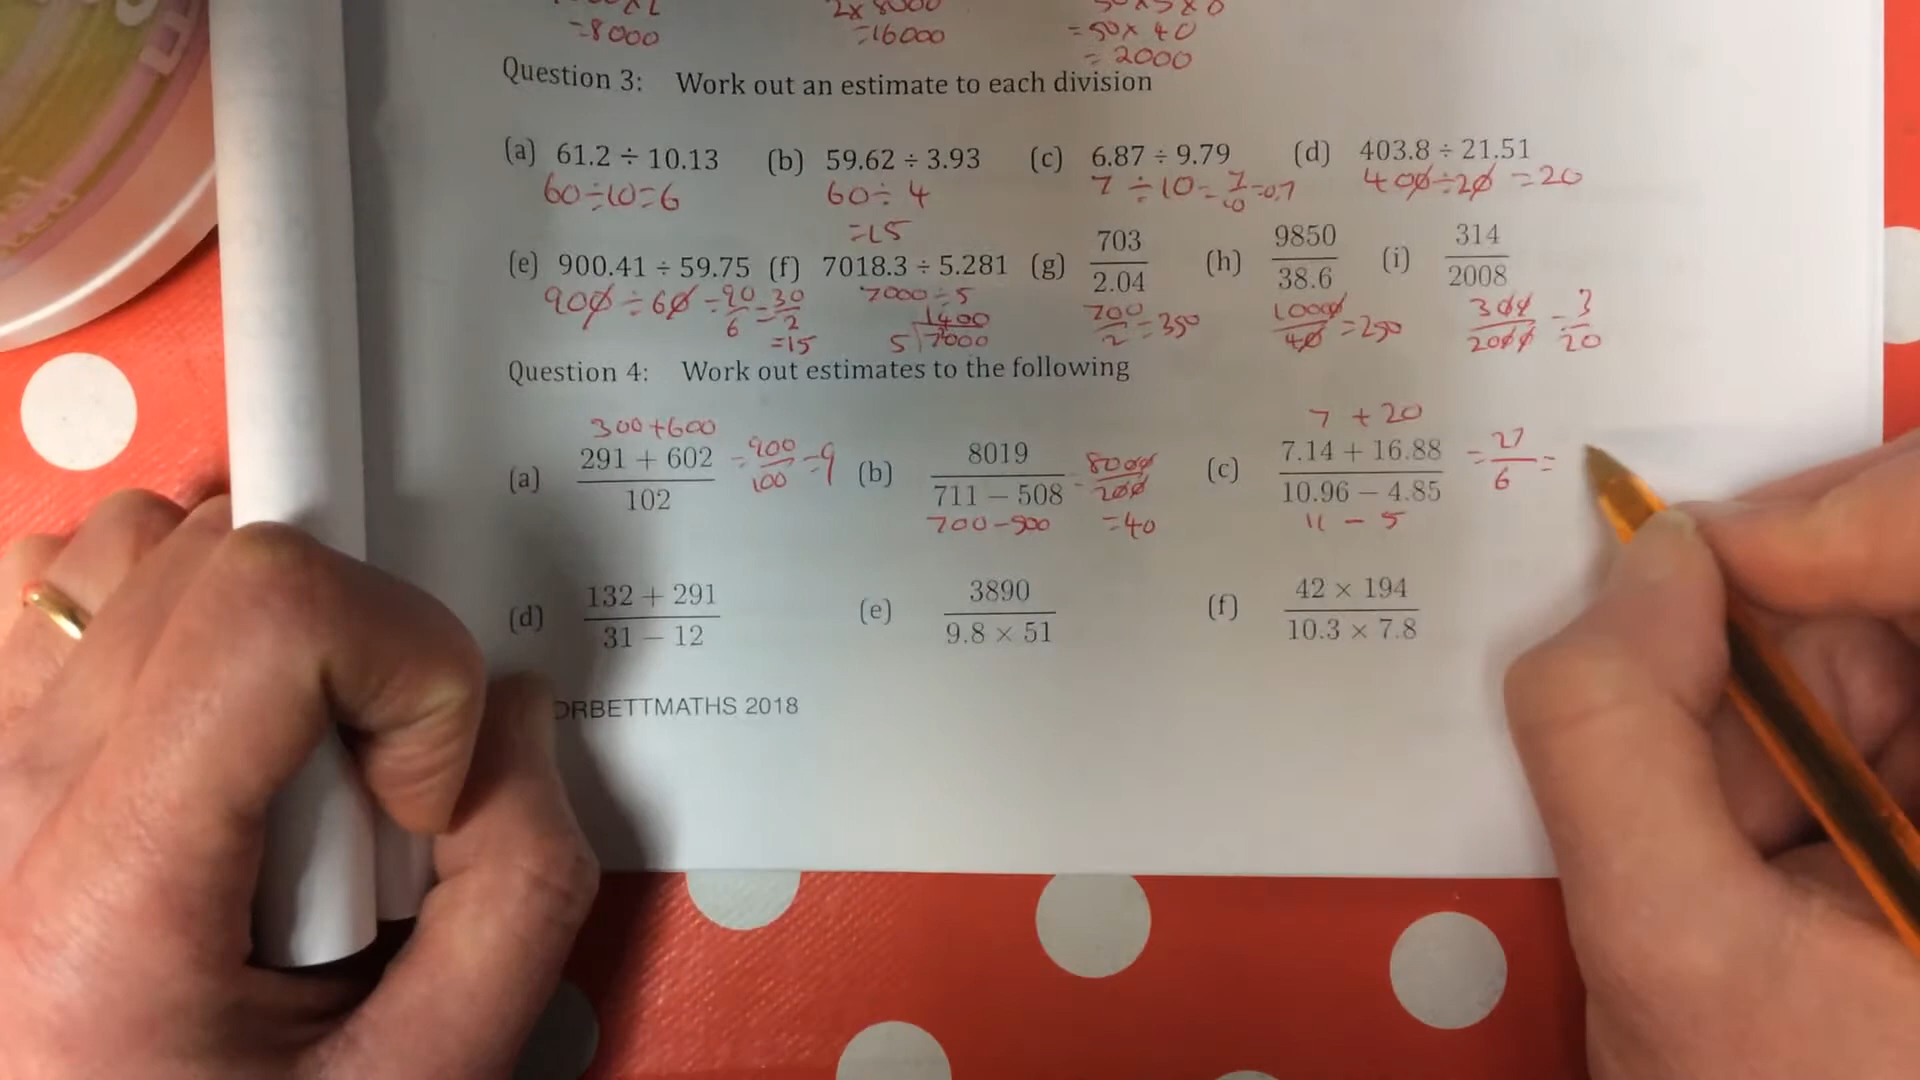 =8000 2×8000 =16000 =50×40 =2000
Question 3: Work out an estimate to each division
(a) 61.2 ÷ 10.13 (b) 59.62 ÷ 3.93 (c) 6.87 ÷ 9.79 (d) 403.8 ÷ 21.51
60÷10=6 60÷4 7÷10=7/10=0.7 400÷20=20
=15
(e) 900.41 ÷ 59.75 (f) 7018.3 ÷ 5.281 (g) 703/2.04 (h) 9850/38.6 (i) 314/2008
900÷60=90/6=30/2 7000÷5 700/2=350 10000/40=250 300/2000=3/20
=15 1400
5 7000
Question 4: Work out estimates to the following
300+600 7+20
(a) 291 + 602/102 =900/100=9 (b) 8019/711 − 508 =8000/200 (c) 7.14 + 16.88/10.96 − 4.85 =27/6=
700−500 =40 11−5
(d) 132 + 291/31 − 12 (e) 3890/9.8 × 51 (f) 42 × 194/10.3 × 7.8
ORBETTMATHS 2018